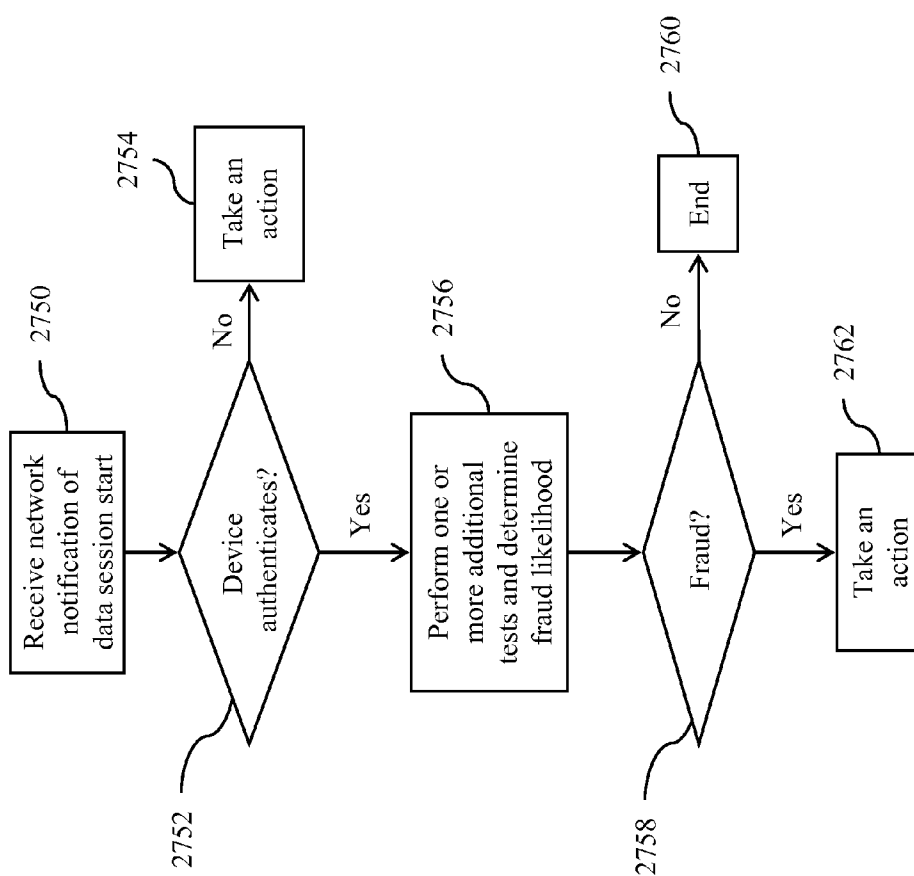 2750
Receive network
notification of
data session start
2752
Device
authenticates?
No
2754
Take an
action
Yes
2756
Perform one or
more additional
tests and determine
fraud likelihood
2758
Fraud?
No
2760
End
Yes
2762
Take an
action